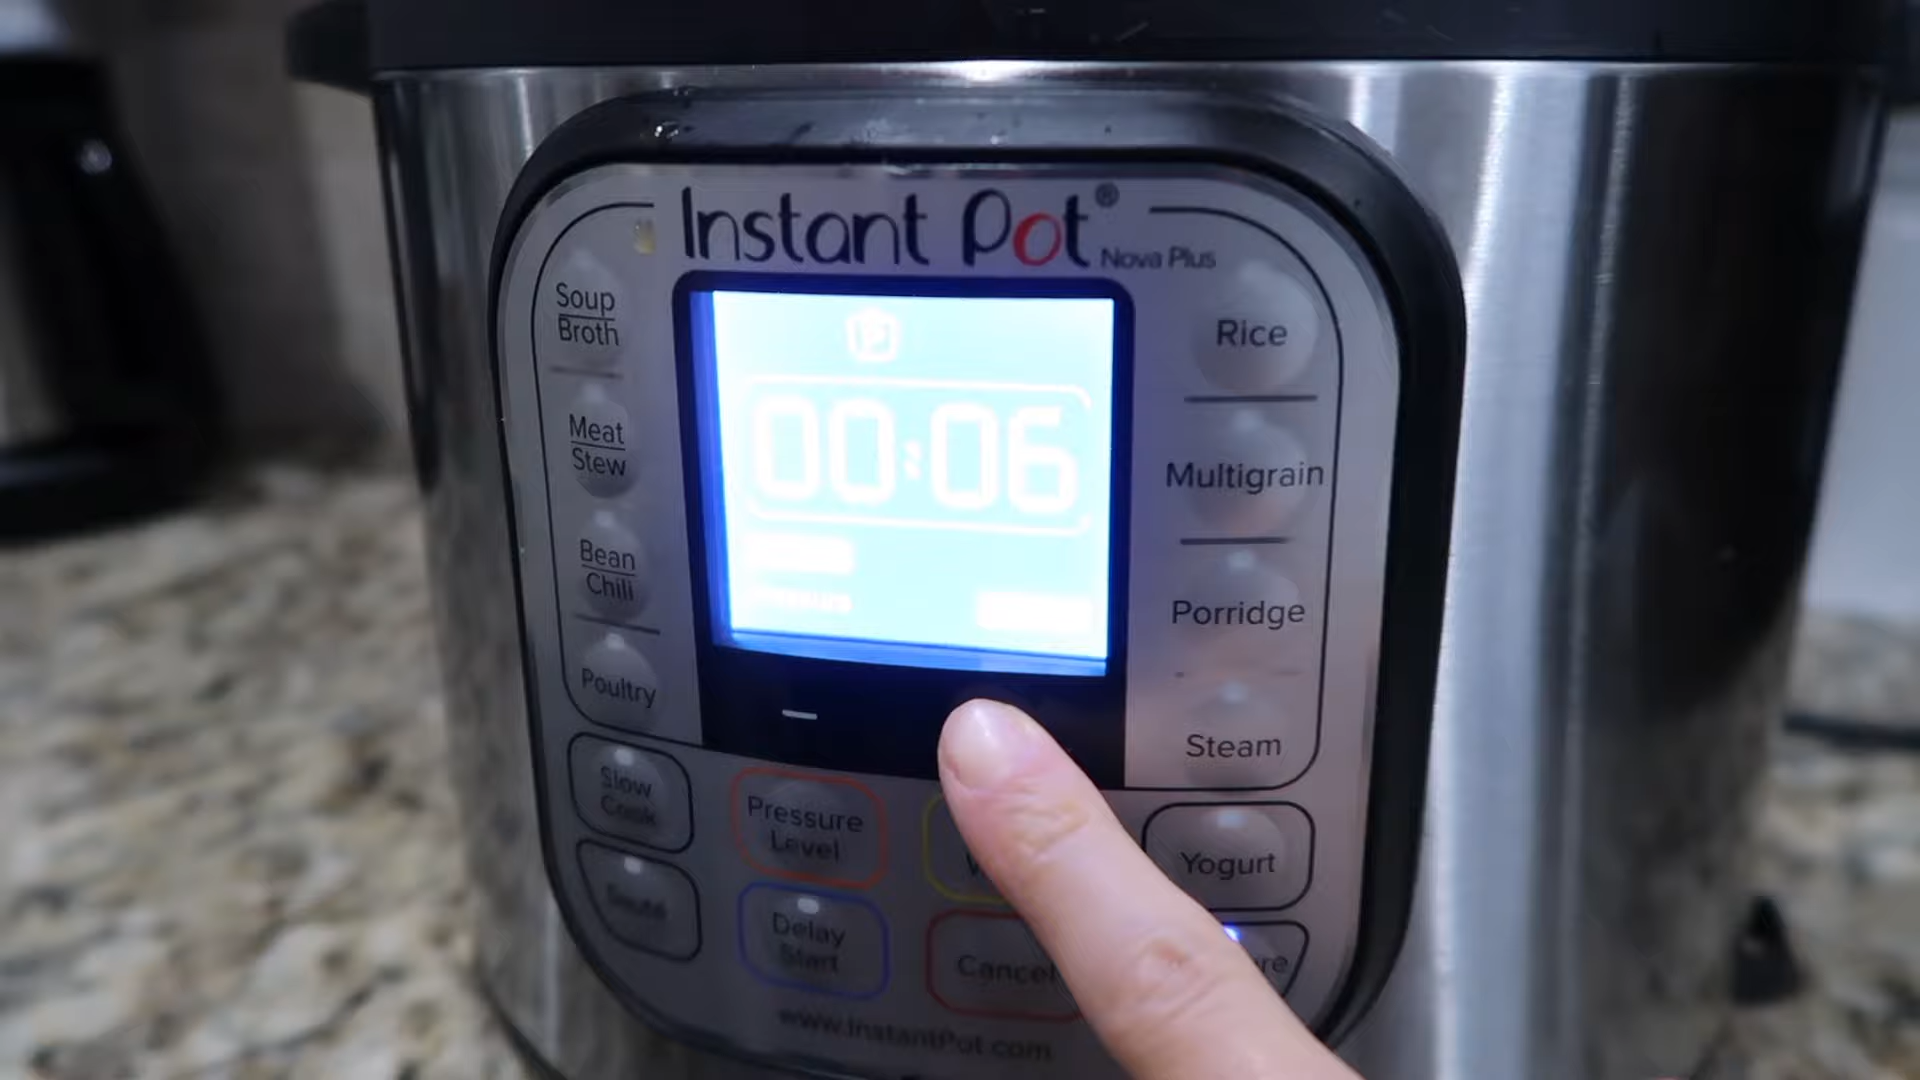 Instant Pot®
Nova Plus
Soup
Broth
Meat
Stew
Bean
Chili
Poultry
Slow
Cook
Sauté
00:06
Pressure
Level
Delay
Start
Cancel
Rice
Multigrain
Porridge
Steam
Yogurt
www.InstantPot.com